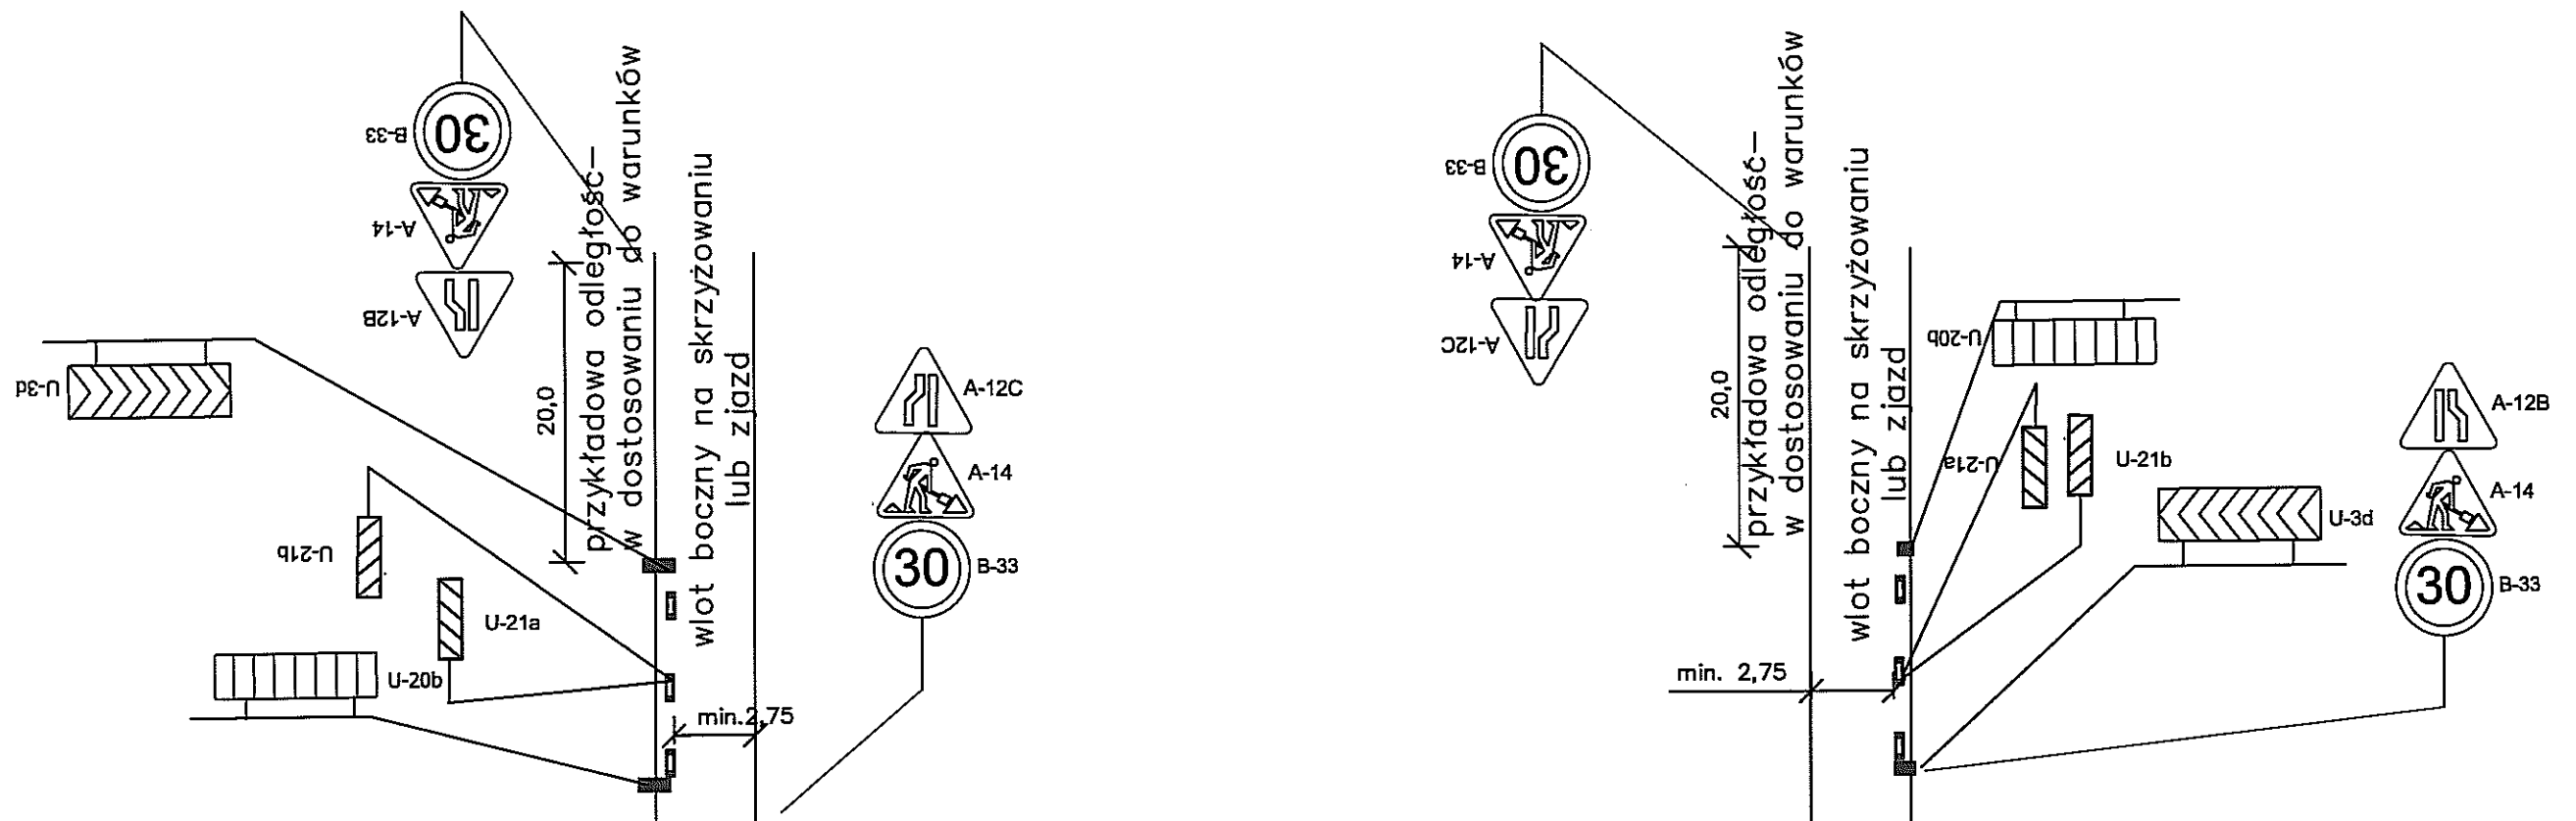 30
B-33
A-14
A-12B
U-3d
przykładowa odległość-
w dostosowaniu do warunków
20,0
wlot boczny na skrzyżowaniu
lub zjazd
A-12C
A-14
30
B-33
U-21b
U-21a
U-20b
min.2,75
30
B-33
A-14
A-12C
przykładowa odległość-
w dostosowaniu do warunków
20,0
wlot boczny na skrzyżowaniu
lub zjazd
U-20b
U-21a
U-21b
U-3d
A-12B
A-14
30
B-33
min. 2,75